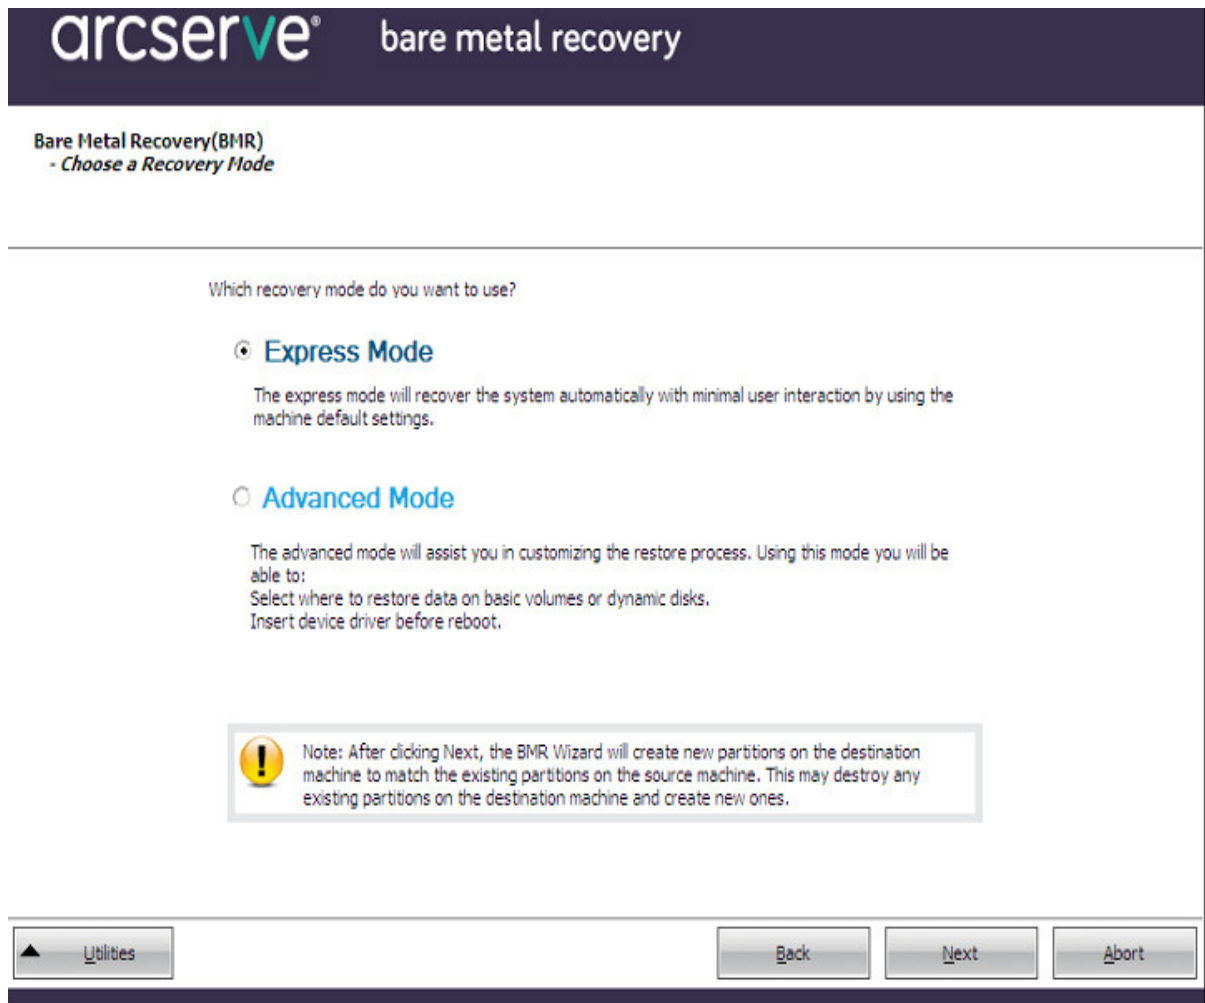 arcserve® bare metal recovery
Bare Metal Recovery(BMR)
- Choose a Recovery Mode
Which recovery mode do you want to use?
Express Mode
The express mode will recover the system automatically with minimal user interaction by using the
machine default settings.
Advanced Mode
The advanced mode will assist you in customizing the restore process. Using this mode you will be
able to:
Select where to restore data on basic volumes or dynamic disks.
Insert device driver before reboot.
Note: After clicking Next, the BMR Wizard will create new partitions on the destination
machine to match the existing partitions on the source machine. This may destroy any
existing partitions on the destination machine and create new ones.
Utilities Back Next Abort